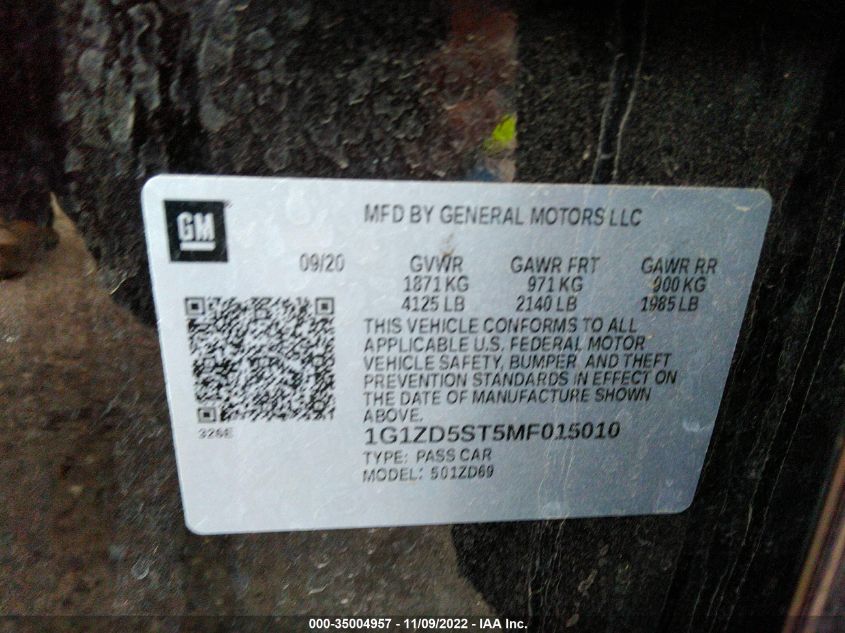 GM
MFD BY GENERAL MOTORS LLC
09/20 GVWR GAWR FRT GAWR RR
1871 KG 971 KG 900 KG
4125 LB 2140 LB 1985 LB
THIS VEHICLE CONFORMS TO ALL
APPLICABLE U.S. FEDERAL MOTOR
VEHICLE SAFETY, BUMPER, AND THEFT
PREVENTION STANDARDS IN EFFECT ON
THE DATE OF MANUFACTURE SHOWN
ABOVE.
326E
1G1ZD5ST5MF015010
TYPE: PASS CAR
MODEL: 501ZD69
000-35004957 - 11/09/2022 - IAA Inc.